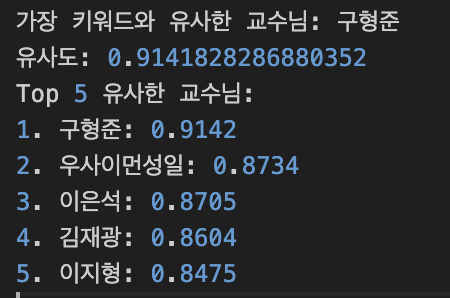 가장 키워드와 유사한 교수님: 구형준
유사도: 0.9141828286880352
Top 5 유사한 교수님:
1. 구형준: 0.9142
2. 우사이먼성일: 0.8734
3. 이은석: 0.8705
4. 김재광: 0.8604
5. 이지형: 0.8475